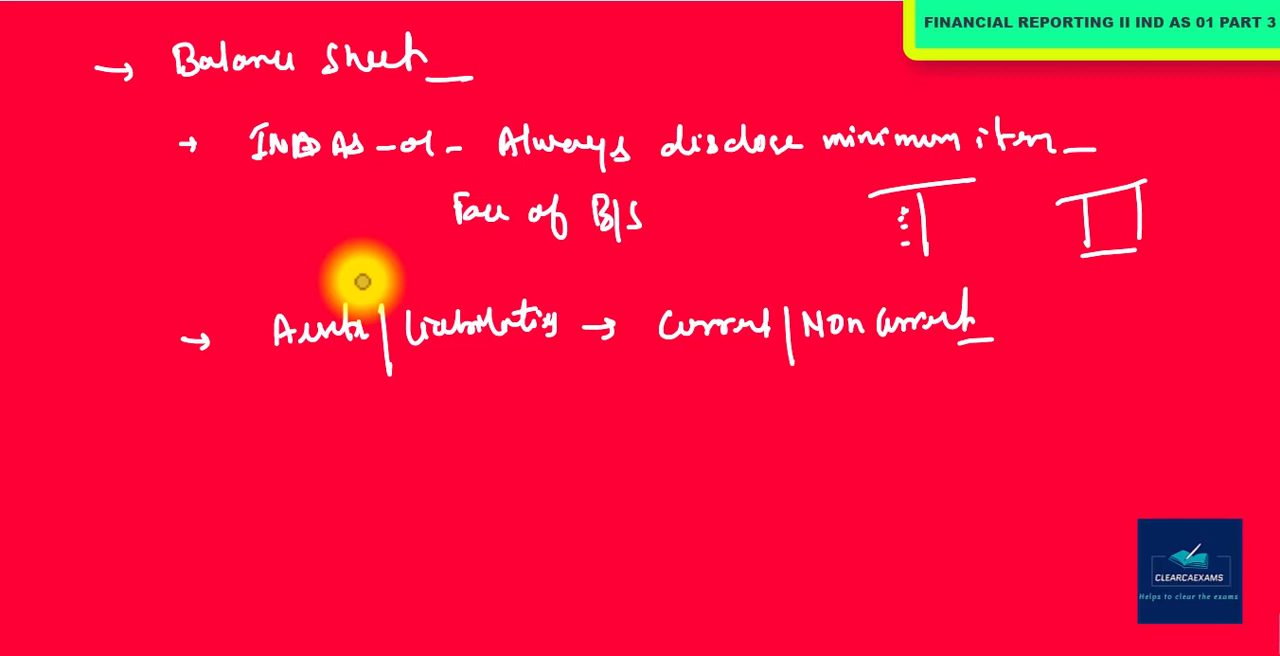 FINANCIAL REPORTING II IND AS 01 PART 3
→ Balance Sheet
→ IND AS-01- Always disclose minimum item
Face of B/S
→ Assets | Liabilities → Current | Non Current
CLEARCAEXAMS
Helps to clear the exams